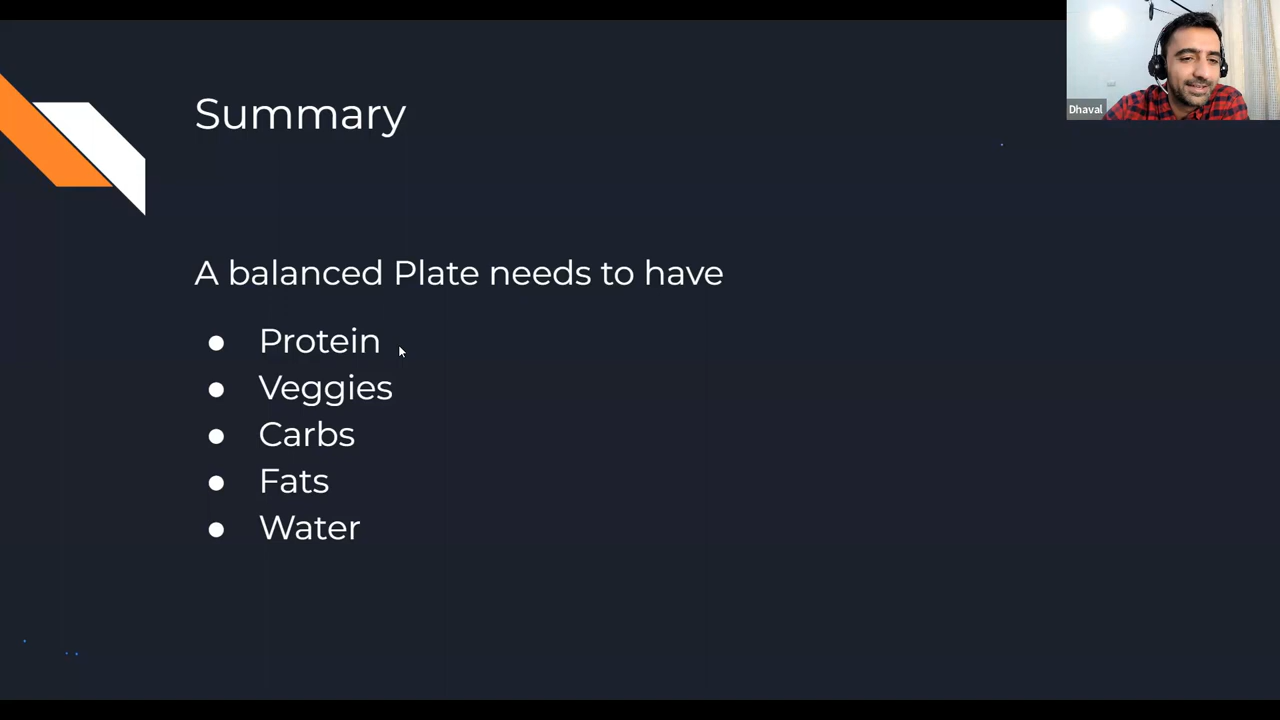 Summary
Dhaval
A balanced Plate needs to have
● Protein
● Veggies
● Carbs
● Fats
● Water